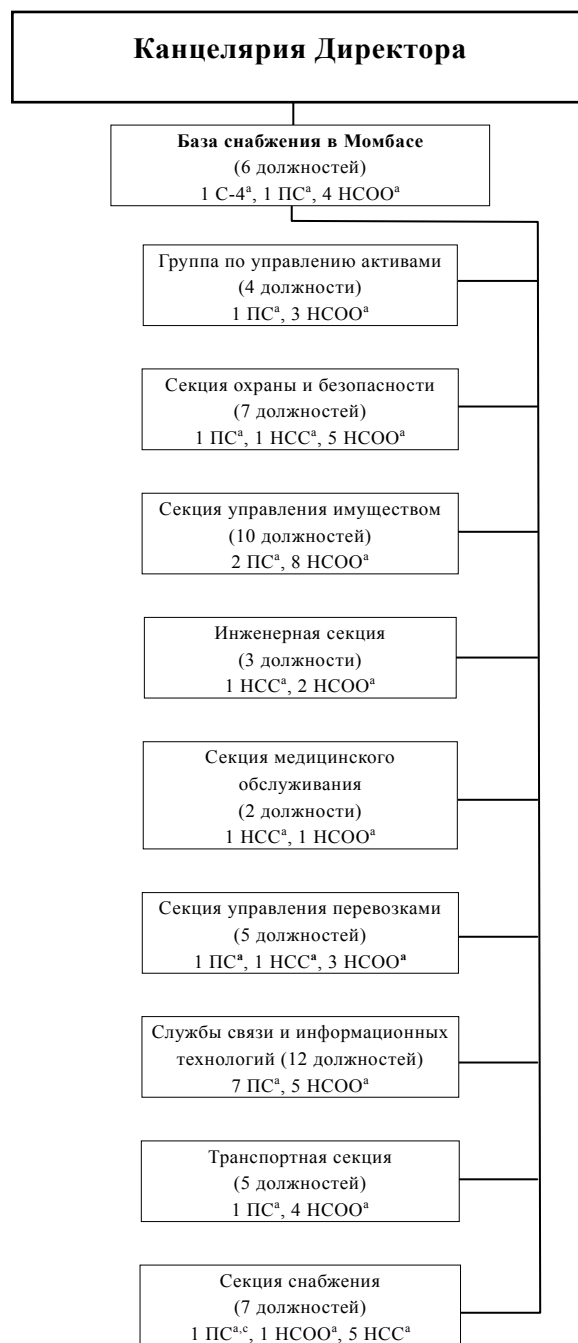 Канцелярия Директора
База снабжения в Момбасе
(6 должностей)
1 С-4ᵃ, 1 ПСᵃ, 4 НСООᵃ
Группа по управлению активами
(4 должности)
1 ПСᵃ, 3 НСООᵃ
Секция охраны и безопасности
(7 должностей)
1 ПСᵃ, 1 НССᵃ, 5 НСООᵃ
Секция управления имуществом
(10 должностей)
2 ПСᵃ, 8 НСООᵃ
Инженерная секция
(3 должности)
1 НССᵃ, 2 НСООᵃ
Секция медицинского
обслуживания
(2 должности)
1 НССᵃ, 1 НСООᵃ
Секция управления перевозками
(5 должностей)
1 ПСᵃ, 1 НССᵃ, 3 НСООᵃ
Службы связи и информационных
технологий (12 должностей)
7 ПСᵃ, 5 НСООᵃ
Транспортная секция
(5 должностей)
1 ПСᵃ, 4 НСООᵃ
Секция снабжения
(7 должностей)
1 ПСᵃ,ᶜ, 1 НСООᵃ, 5 НССᵃ